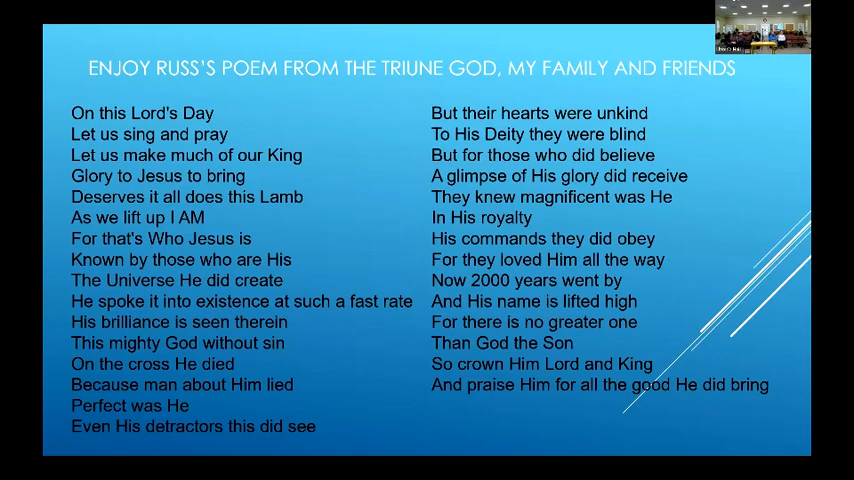 ENJOY RUSS'S POEM FROM THE TRIUNE GOD, MY FAMILY AND FRIENDS
On this Lord's Day
Let us sing and pray
Let us make much of our King
Glory to Jesus to bring
Deserves it all does this Lamb
As we lift up I AM
For that's Who Jesus is
Known by those who are His
The Universe He did create
He spoke it into existence at such a fast rate
His brilliance is seen therein
This mighty God without sin
On the cross He died
Because man about Him lied
Perfect was He
Even His detractors this did see
But their hearts were unkind
To His Deity they were blind
But for those who did believe
A glimpse of His glory did receive
They knew magnificent was He
In His royalty
His commands they did obey
For they loved Him all the way
Now 2000 years went by
And His name is lifted high
For there is no greater one
Than God the Son
So crown Him Lord and King
And praise Him for all the good He did bring